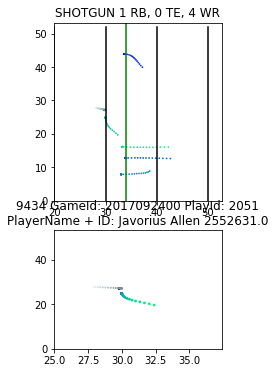 SHOTGUN 1 RB, 0 TE, 4 WR
50
40
30
20
10
0
20 30 40 50
9434 GameId: 2017092400 PlayId: 2051
PlayerName + ID: Javorius Allen 2552631.0
40
20
0
25.0 27.5 30.0 32.5 35.0